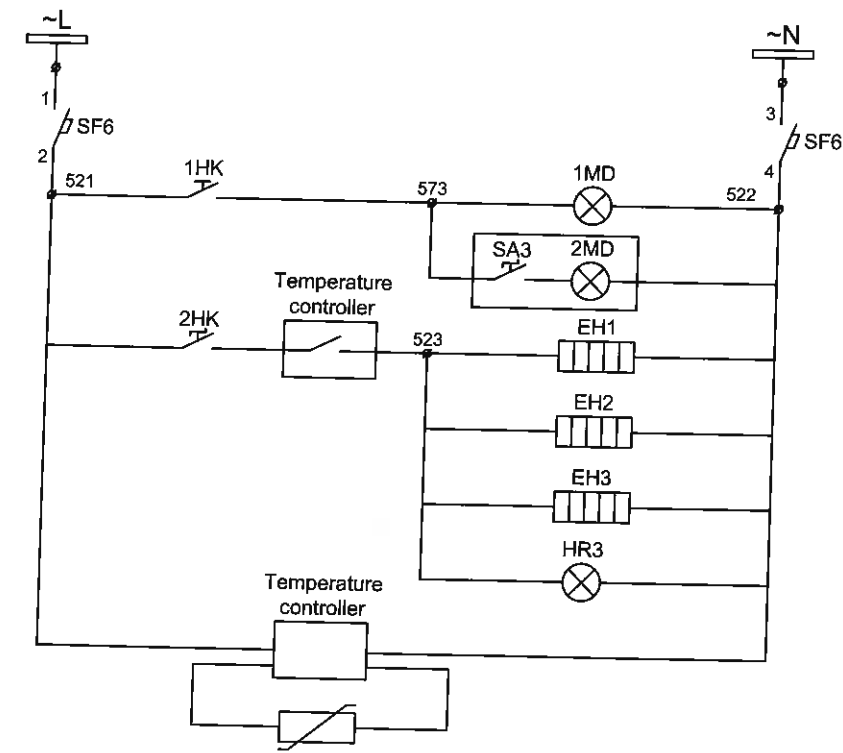 ~L
~N
1
SF6
2
3
SF6
4
521
1HK
573
1MD
522
SA3
2MD
Temperature
controller
2HK
523
EH1
EH2
EH3
HR3
Temperature
controller